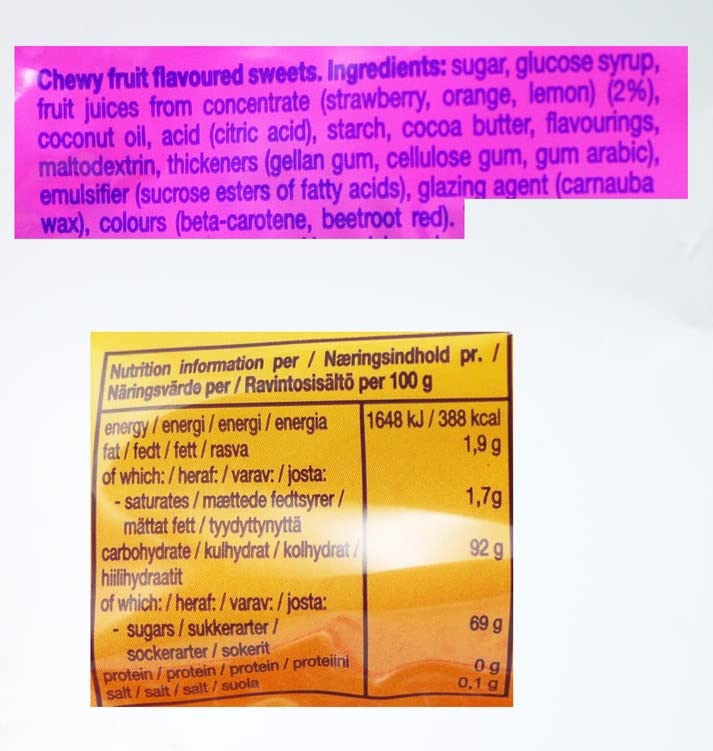 Chewy fruit flavoured sweets. Ingredients: sugar, glucose syrup,
fruit juices from concentrate (strawberry, orange, lemon) (2%),
coconut oil, acid (citric acid), starch, cocoa butter, flavourings,
maltodextrin, thickeners (gellan gum, cellulose gum, gum arabic),
emulsifier (sucrose esters of fatty acids), glazing agent (carnauba
wax), colours (beta-carotene, beetroot red).
Nutrition information per / Næringsindhold pr. /
Näringsvärde per / Ravintosisältö per 100 g
energy / energi / energi / energia 1648 kJ / 388 kcal
fat / fedt / fett / rasva 1,9 g
of which: / heraf: / varav: / josta:
- saturates / mættede fedtsyrer / 1,7g
mättat fett / tyydyttynyttä
carbohydrate / kulhydrat / kolhydrat / 92 g
hiilihydraatit
of which: / heraf: / varav: / josta:
- sugars / sukkerarter / 69 g
sockerarter / sokerit
protein / protein / protein / proteiini 0 g
salt / salt / salt / suola 0,1 g